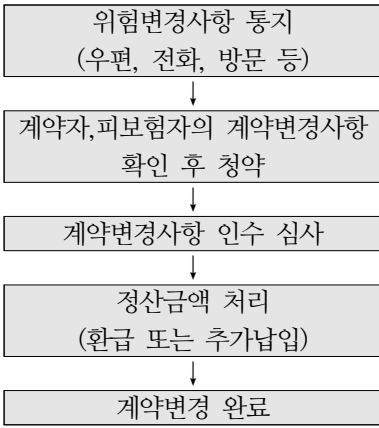 위험변경사항 통지
(우편, 전화, 방문 등)
계약자,피보험자의 계약변경사항
확인 후 청약
계약변경사항 인수 심사
정산금액 처리
(환급 또는 추가납입)
계약변경 완료